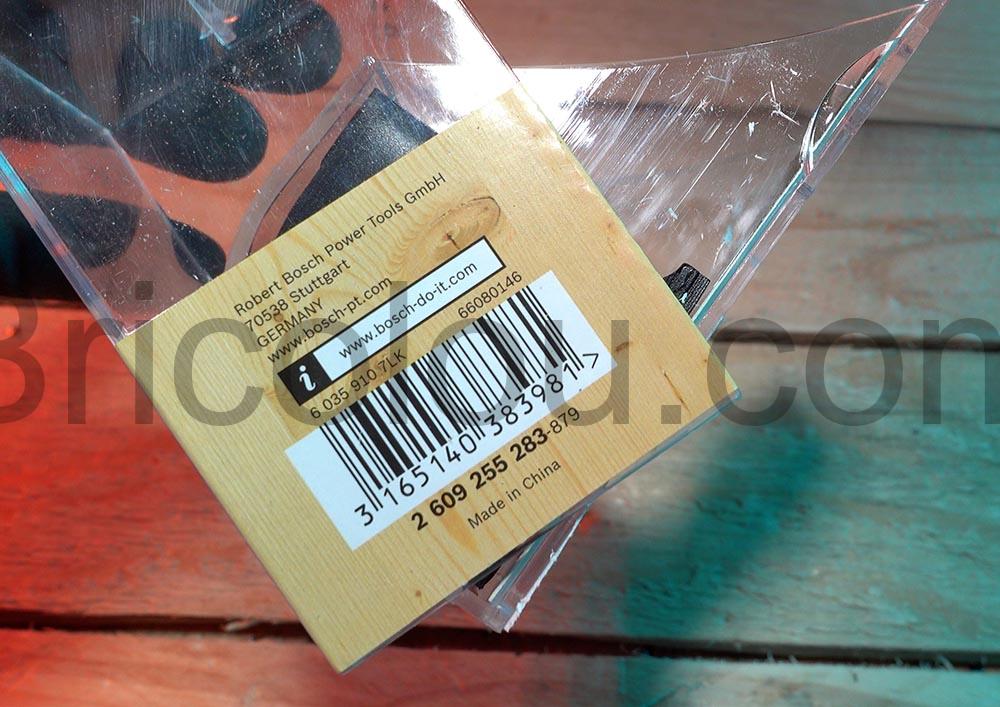 Robert Bosch Power Tools GmbH
70538 Stuttgart
GERMANY
www.bosch-pt.com
i www.bosch-do-it.com
6 035 910 7LK 66080146
3 165140 383981 >
2 609 255 283-879
Made in China
Bricolou.com